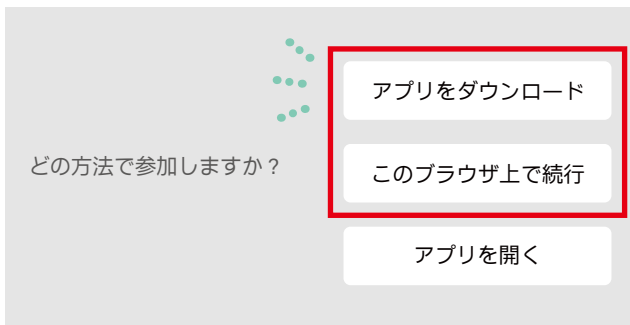 どの方法で参加しますか？
アプリをダウンロード
このブラウザ上で続行
アプリを開く